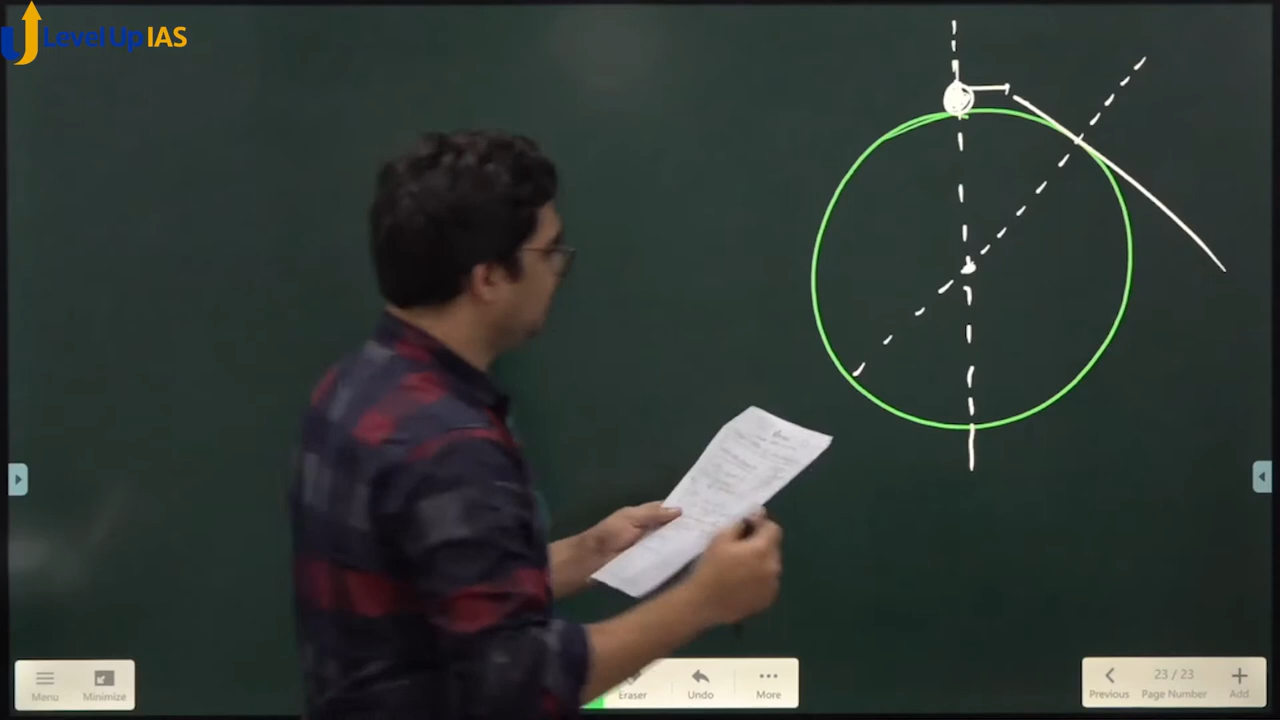 Level Up IAS
Menu
Minimize
Eraser
Undo
More
Previous
23 / 23
Page Number
Add